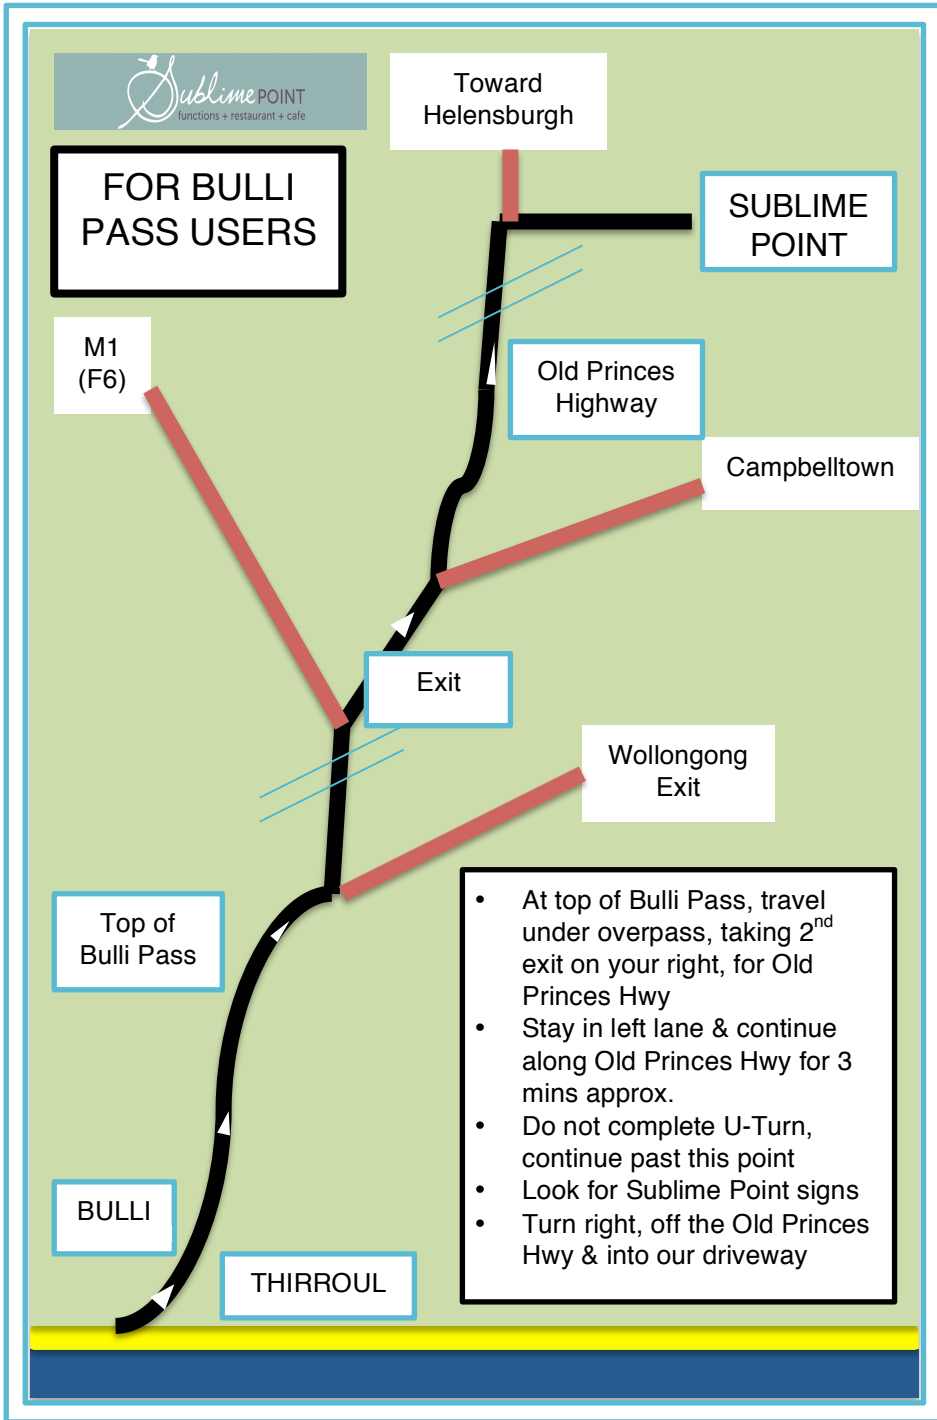 Sublime POINT
functions + restaurant + cafe
Toward
Helensburgh
FOR BULLI
PASS USERS
SUBLIME
POINT
M1
(F6)
Old Princes
Highway
Campbelltown
Exit
Wollongong
Exit
Top of
Bulli Pass
• At top of Bulli Pass, travel
under overpass, taking 2nd
exit on your right, for Old
Princes Hwy
• Stay in left lane & continue
along Old Princes Hwy for 3
mins approx.
• Do not complete U-Turn,
continue past this point
• Look for Sublime Point signs
• Turn right, off the Old Princes
Hwy & into our driveway
BULLI
THIRROUL